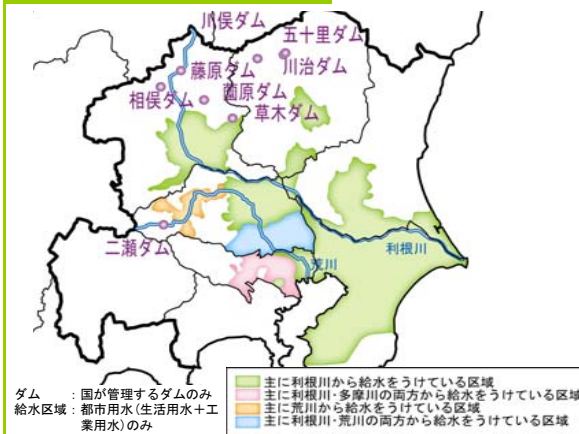 川俣ダム
五十里ダム
藤原ダム
川治ダム
相俣ダム
薗原ダム
草木ダム
二瀬ダム
荒川
利根川
ダム　：国が管理するダムのみ
給水区域：都市用水(生活用水＋工
業用水)のみ
主に利根川から給水をうけている区域
主に利根川・多摩川の両方から給水をうけている区域
主に荒川から給水をうけている区域
主に利根川・荒川の両方から給水をうけている区域